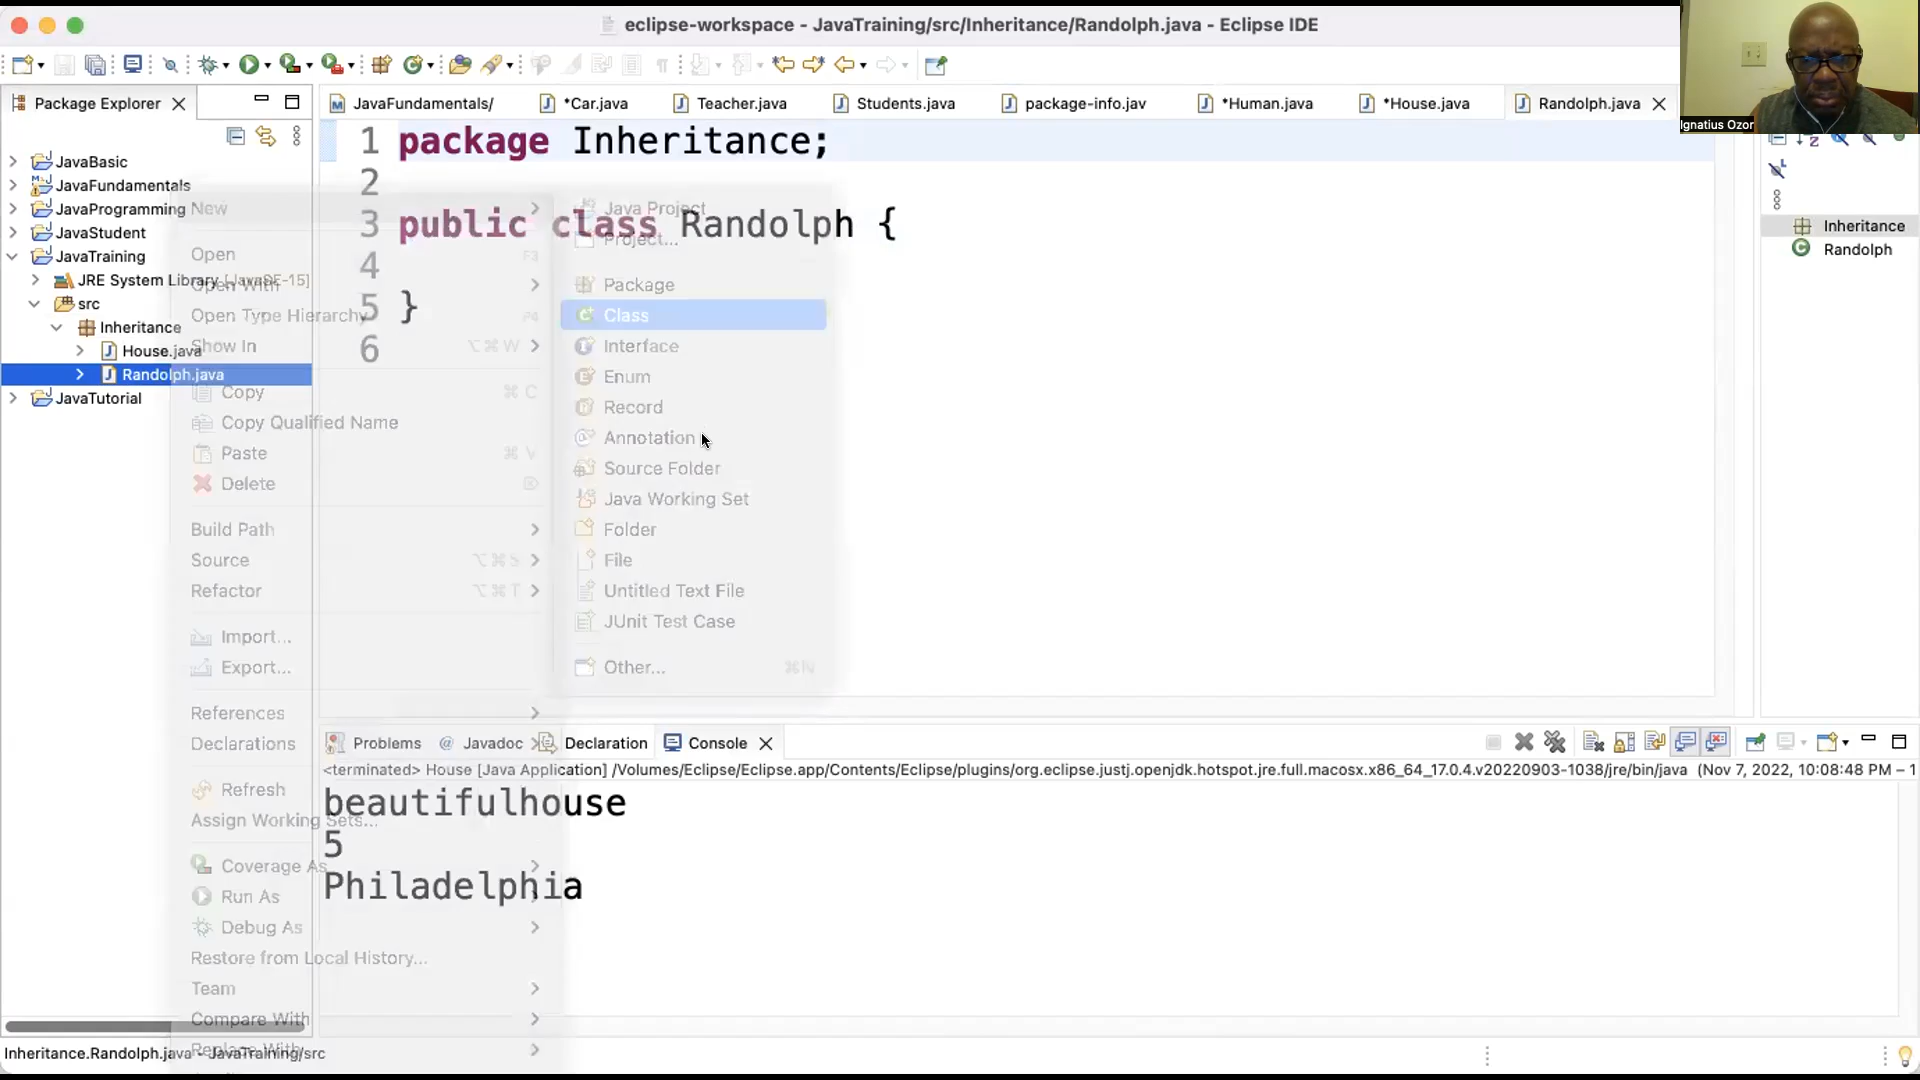 eclipse-workspace - JavaTraining/src/Inheritance/Randolph.java - Eclipse IDE
Ignatius Ozor
Package Explorer
JavaFundamentals/
*Car.java
Teacher.java
Students.java
package-info.jav
*Human.java
*House.java
Randolph.java
JavaBasic
JavaFundamentals
JavaProgramming
JavaStudent
JavaTraining
JRE System Library [JavaSE-15]
src
Inheritance
House.java
Randolph.java
JavaTutorial
1 package Inheritance;
2
3 public class Randolph {
4
5 }
6
Inheritance
Randolph
New
Open F3
Open With
Open Type Hierarchy F4
Show In ⌥⌘W
Copy ⌘C
Copy Qualified Name
Paste ⌘V
Delete
Build Path
Source ⌥⌘S
Refactor ⌥⌘T
Import...
Export...
References
Declarations
Refresh
Assign Working Sets...
Coverage As
Run As
Debug As
Restore from Local History...
Team
Compare With
Replace With
Java Project
Project...
Package
Class
Interface
Enum
Record
Annotation
Source Folder
Java Working Set
Folder
File
Untitled Text File
JUnit Test Case
Other... ⌘N
Problems
Javadoc
Declaration
Console
<terminated> House [Java Application] /Volumes/Eclipse/Eclipse.app/Contents/Eclipse/plugins/org.eclipse.justj.openjdk.hotspot.jre.full.macosx.x86_64_17.0.4.v20220903-1038/jre/bin/java (Nov 7, 2022, 10:08:48 PM – 1
beautifulhouse
5
Philadelphia
Inheritance.Randolph.java - JavaTraining/src